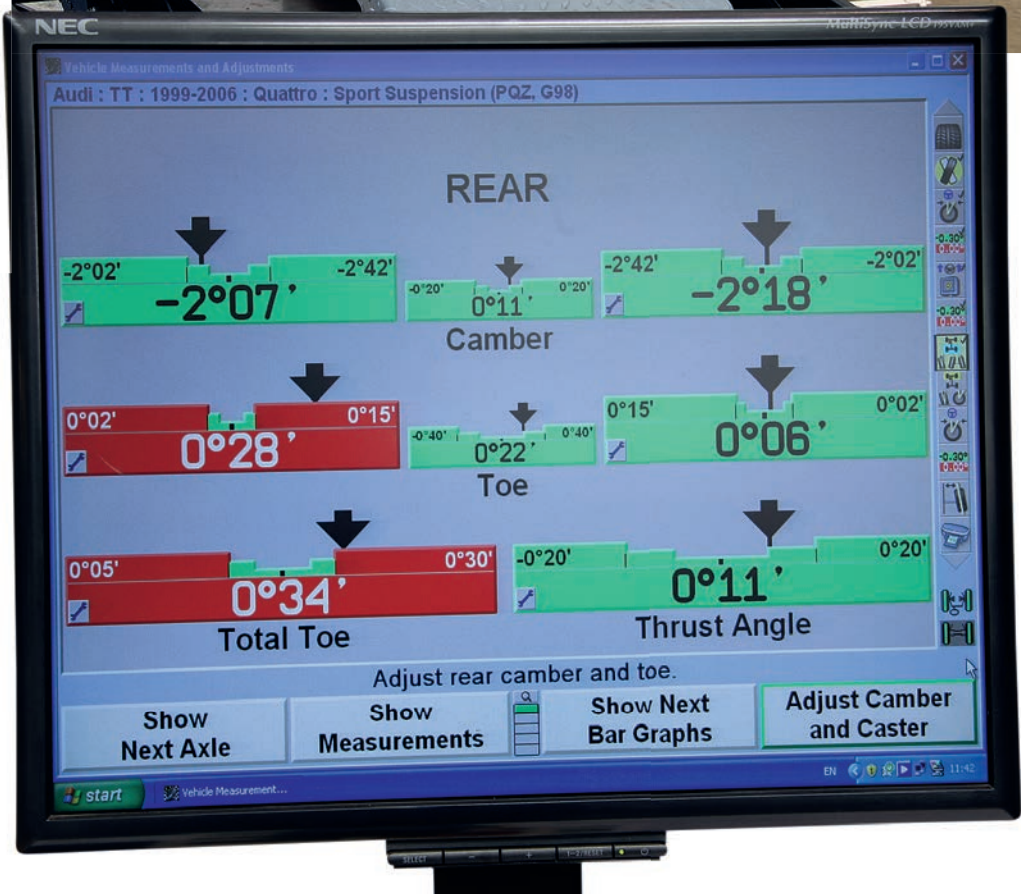 NEC
MultiSync LCD
Vehicle Measurements and Adjustments
Audi : TT : 1999-2006 : Quattro : Sport Suspension (PQZ, G98)
REAR
-2°02' -2°42' -0°20' 0°20' -2°42' -2°02'
-2°07' 0°11' -2°18'
Camber
0°02' 0°15' -0°40' 0°40' 0°15' 0°02'
0°28' 0°22' 0°06'
Toe
0°05' 0°30' -0°20' 0°20'
0°34' 0°11'
Total Toe Thrust Angle
Adjust rear camber and toe.
Show
Next Axle
Show
Measurements
Show Next
Bar Graphs
Adjust Camber
and Caster
start Vehicle Measurement... EN 11:42
SELECT - +